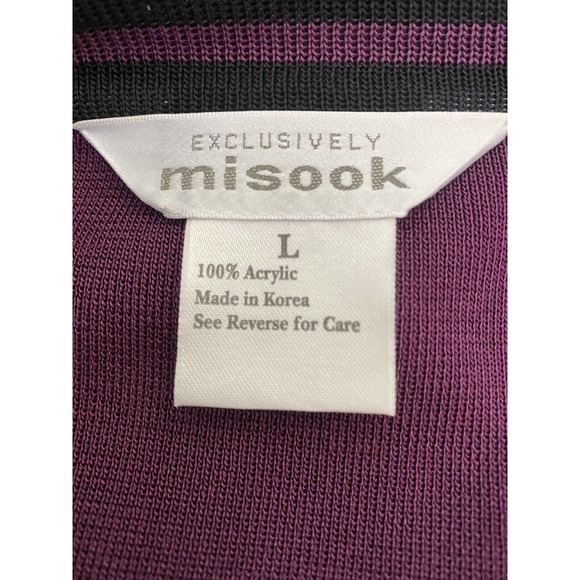 EXCLUSIVELY
misook
L
100% Acrylic
Made in Korea
See Reverse for Care